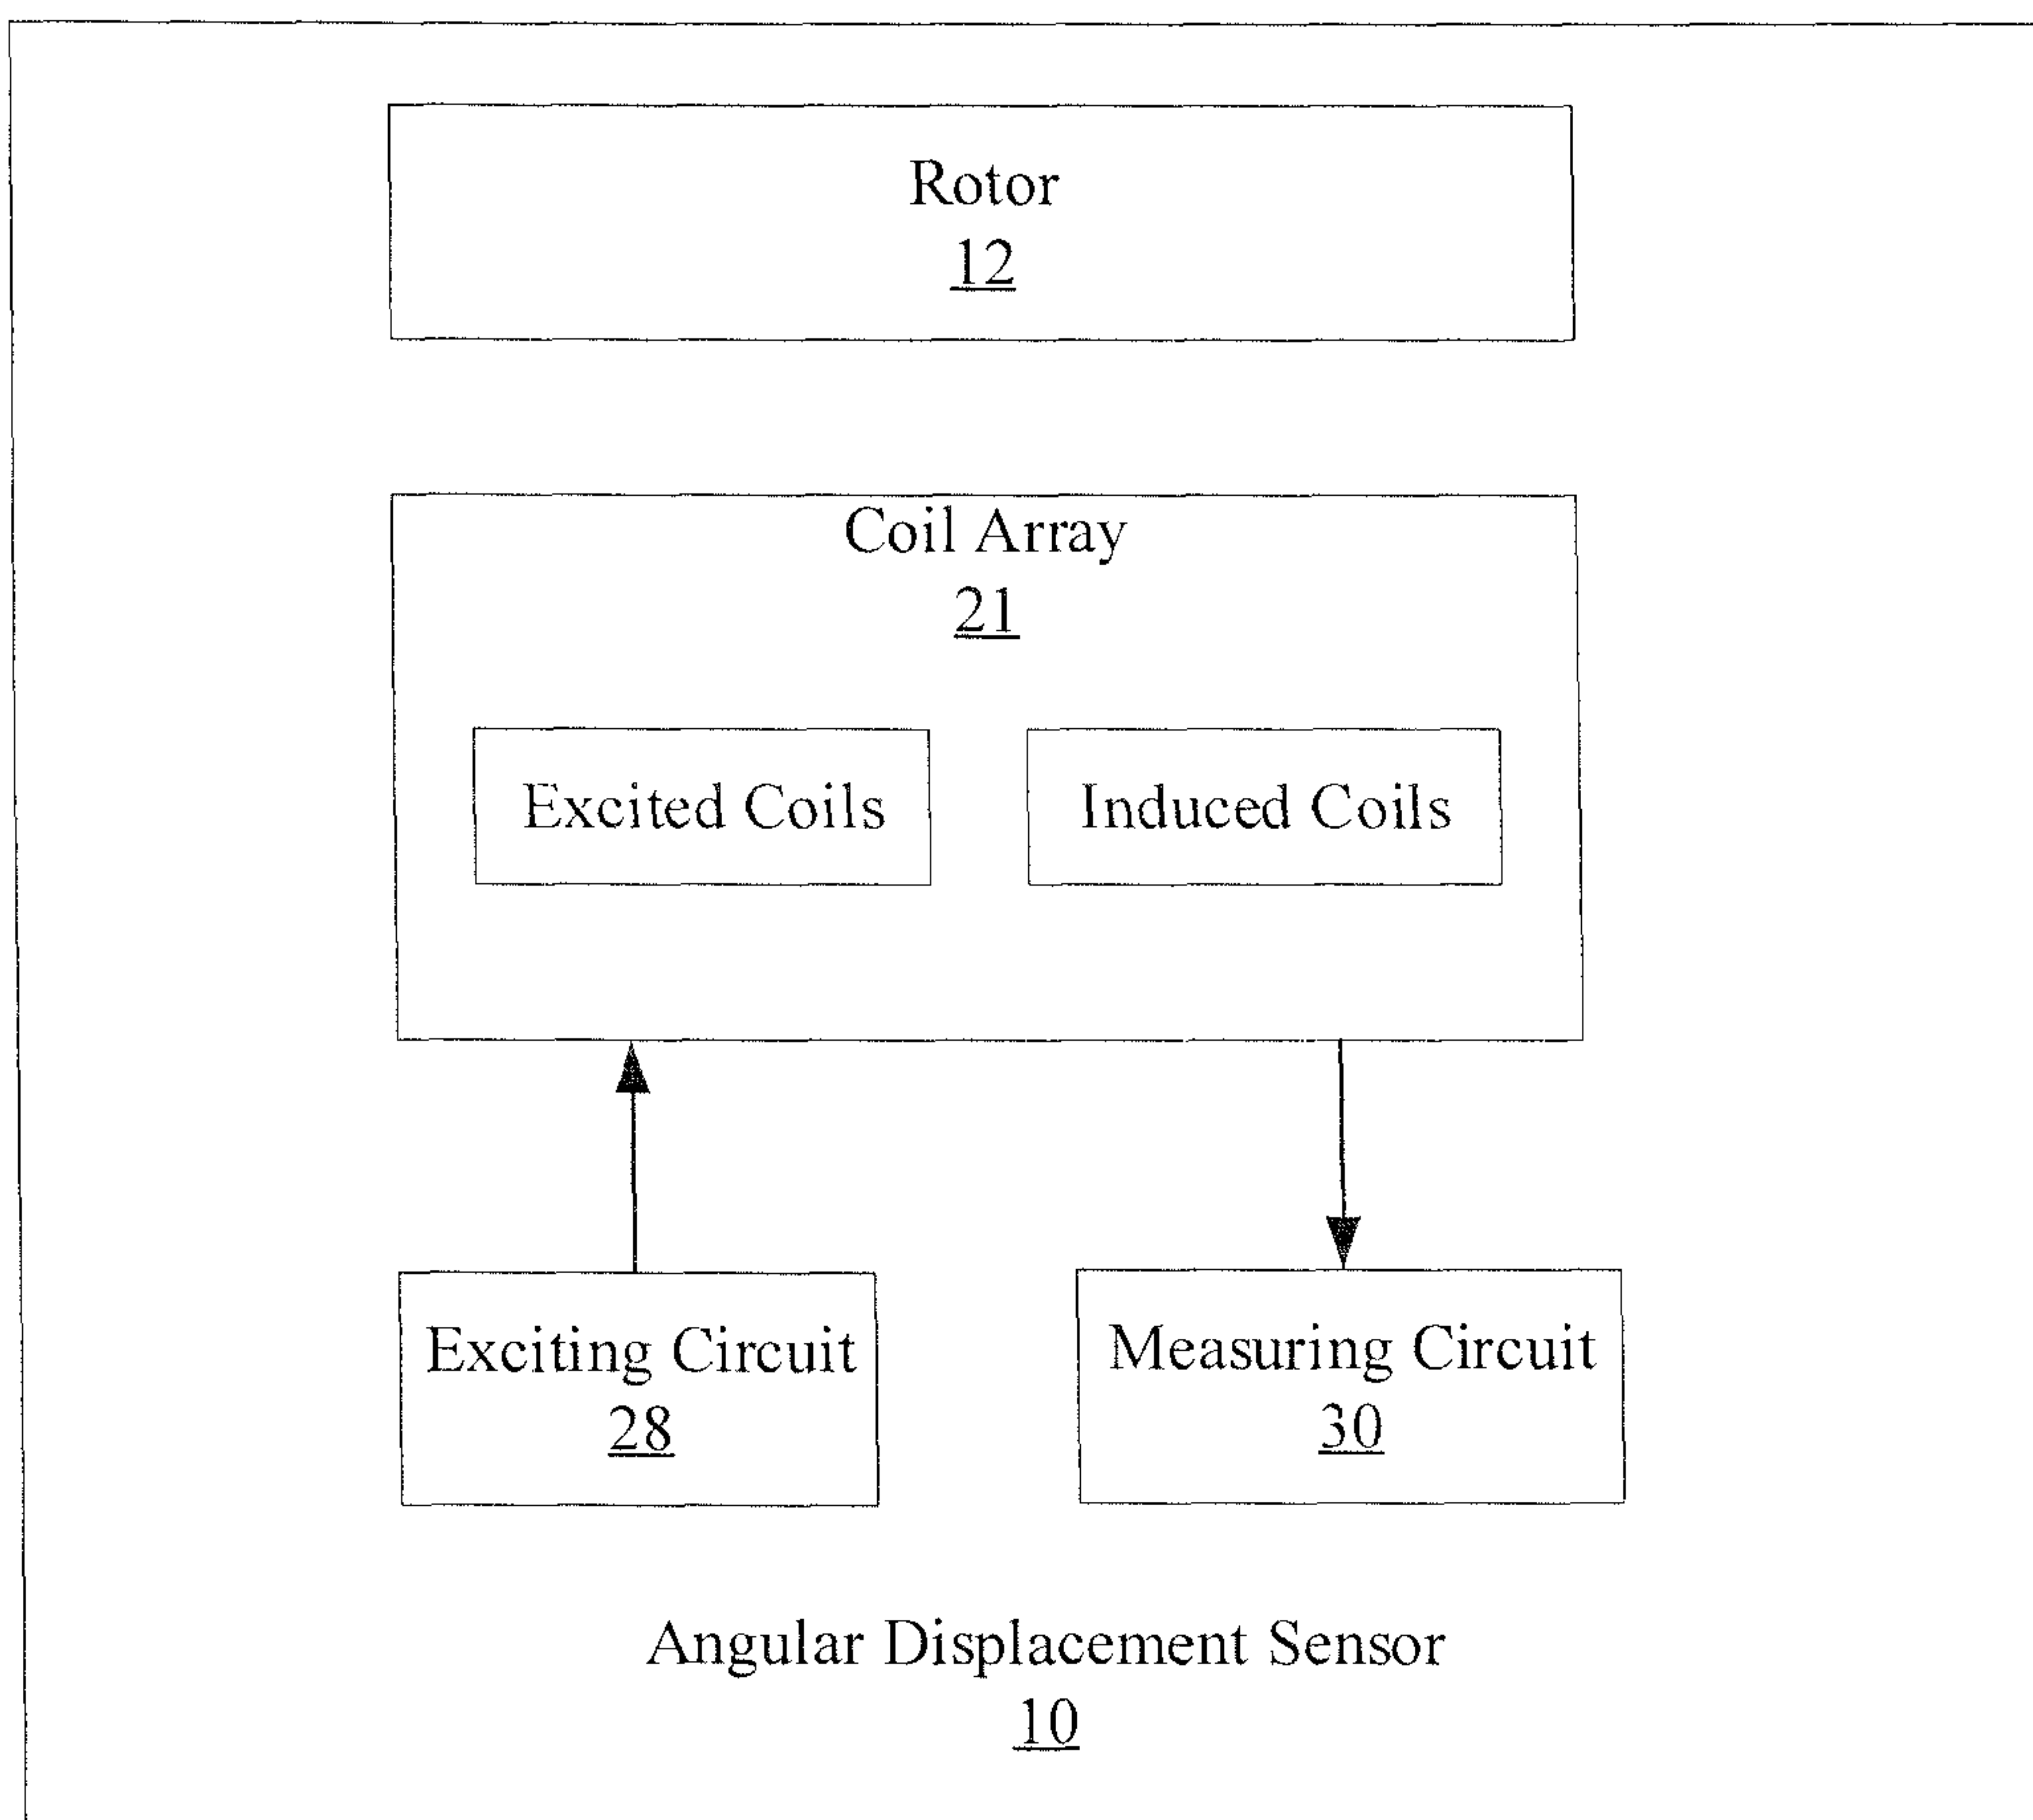 Rotor
12
Coil Array
21
Excited Coils
Induced Coils
Exciting Circuit
28
Measuring Circuit
30
Angular Displacement Sensor
10